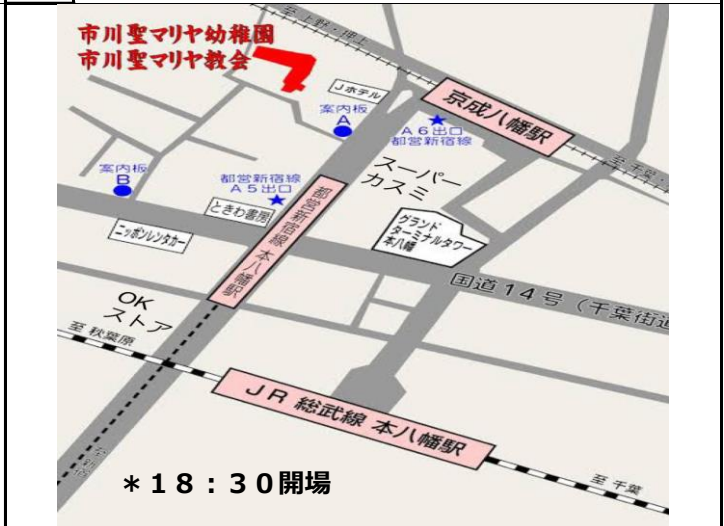 至 上野・押上
市川聖マリヤ幼稚園
市川聖マリヤ教会
Jホテル
京成八幡駅
案内板
A
A6出口
都営新宿線
至 千葉・
スーパー
カスミ
案内板
B
都営新宿線
A5出口
ときわ書房
都営新宿線 本八幡駅
グランド
ターミナルタワー
本八幡
ニッポンレンタカー
国道14号（千葉街道
OK
ストア
至 秋葉原
JR 総武線 本八幡駅
至 新宿
至 千葉
＊18：30開場